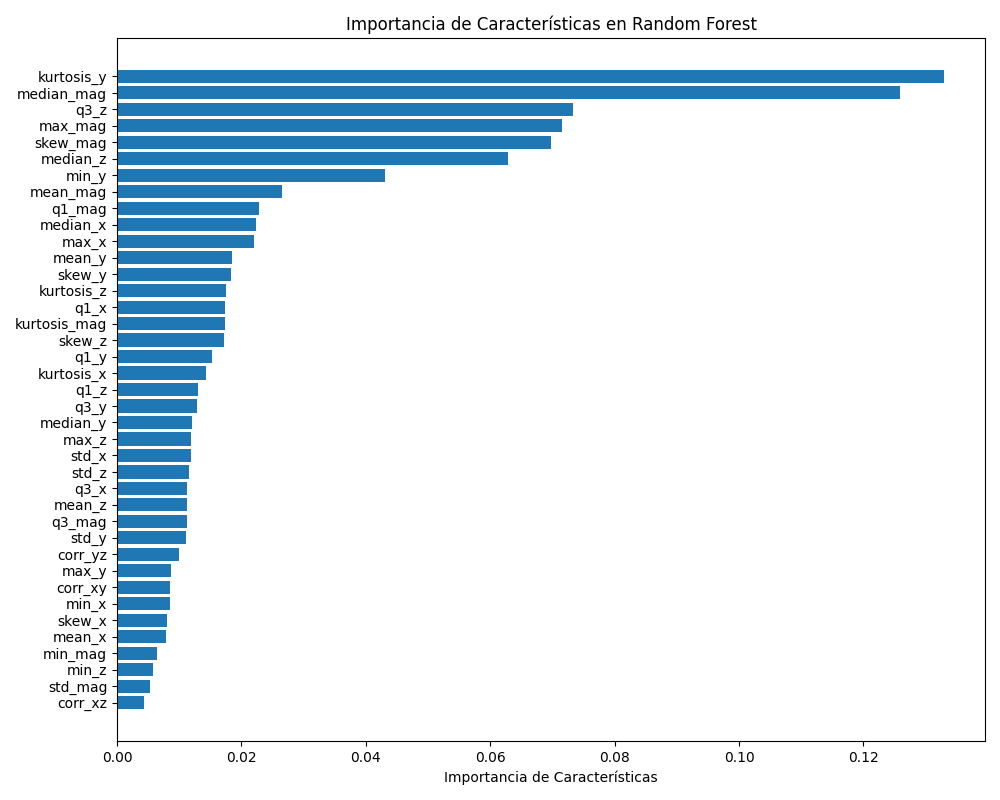 Importancia de Características en Random Forest
kurtosis_y
median_mag
q3_z
max_mag
skew_mag
median_z
min_y
mean_mag
q1_mag
median_x
max_x
mean_y
skew_y
kurtosis_z
q1_x
kurtosis_mag
skew_z
q1_y
kurtosis_x
q1_z
q3_y
median_y
max_z
std_x
std_z
q3_x
mean_z
q3_mag
std_y
corr_yz
max_y
corr_xy
min_x
skew_x
mean_x
min_mag
min_z
std_mag
corr_xz
0.00 0.02 0.04 0.06 0.08 0.10 0.12
Importancia de Características